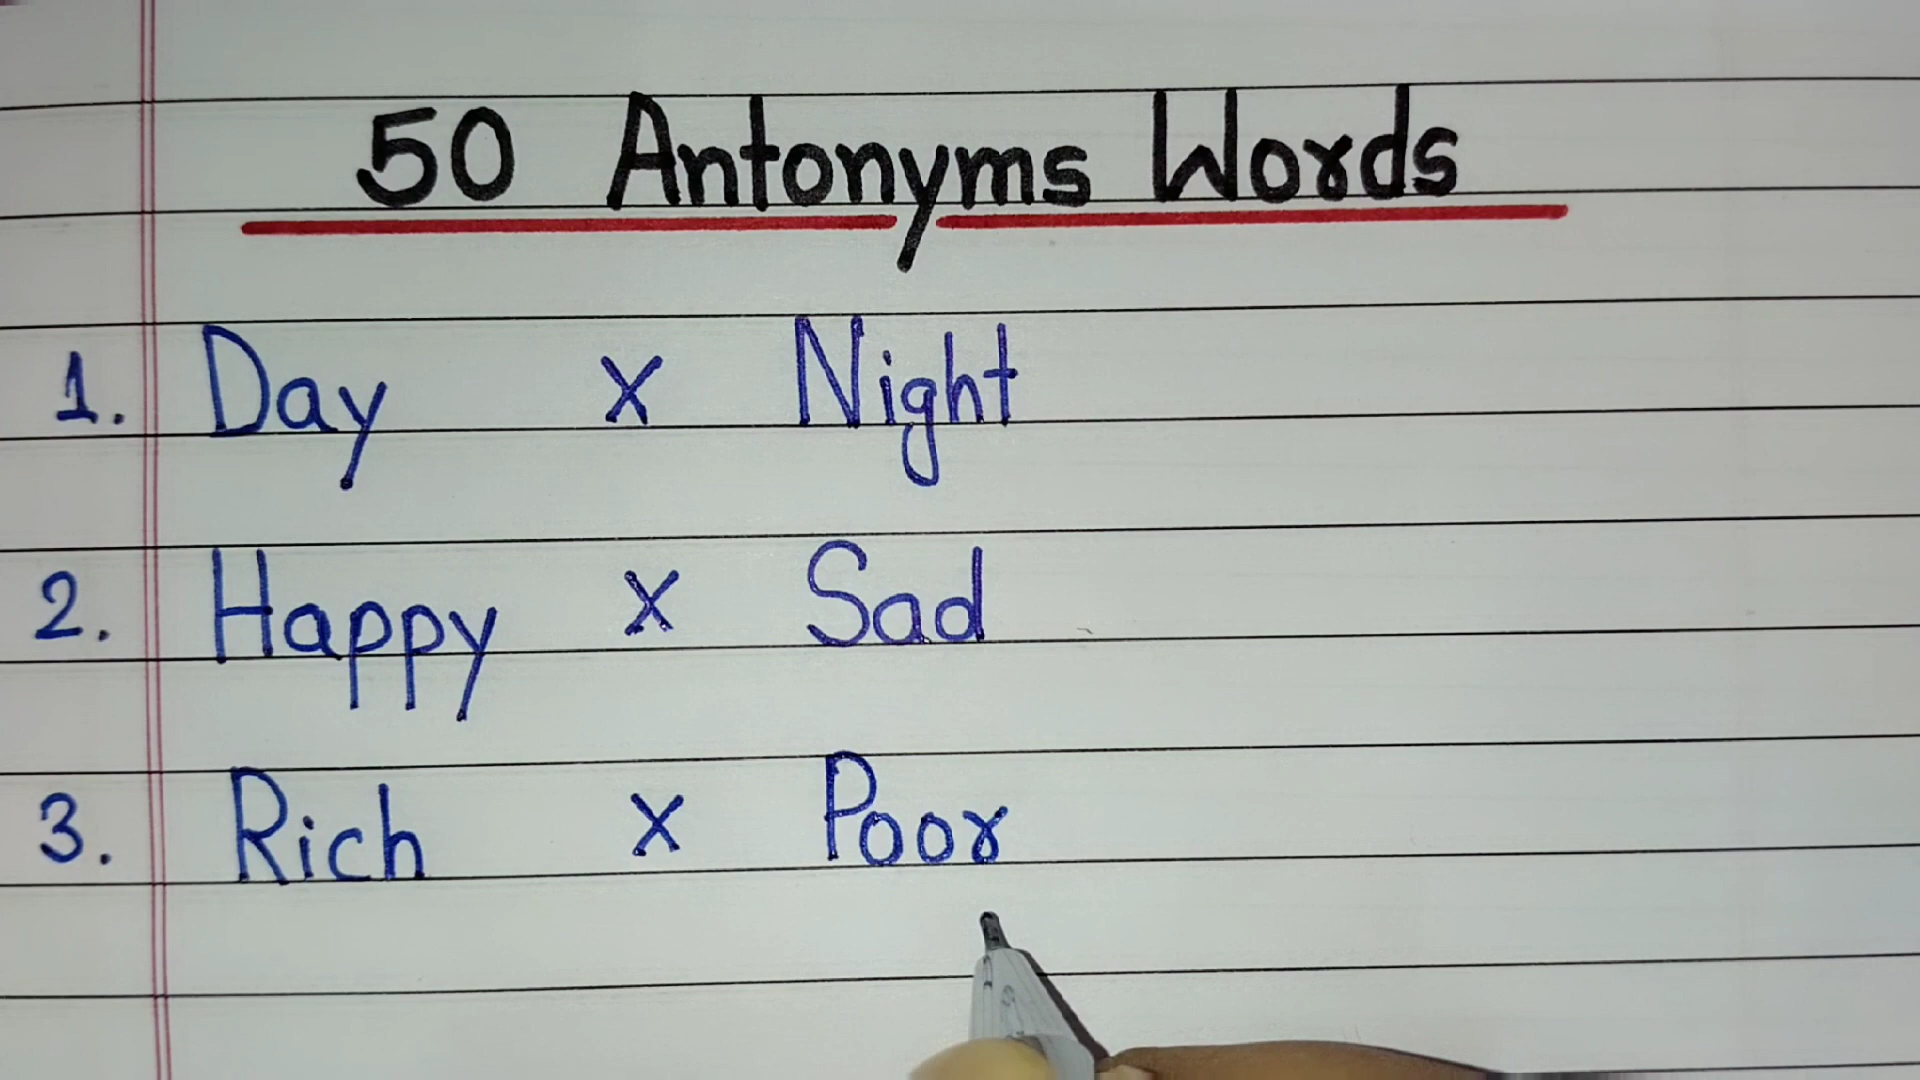 50 Antonyms Words
1. Day x Night
2. Happy x Sad
3. Rich x Poor